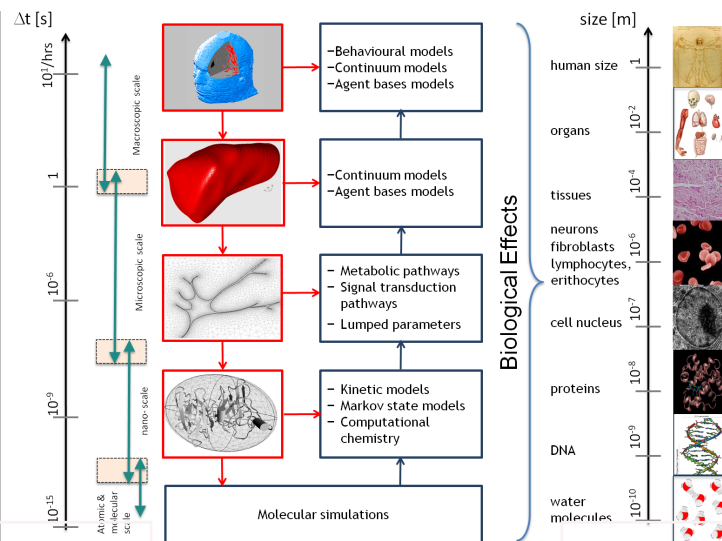 Δt [s]
10¹/hrs
1
10⁻⁶
10⁻⁹
10⁻¹⁵
Macroscopic scale
Microscopic scale
nano-scale
Atomic &
molecular
scale
–Behavioural models
–Continuum models
–Agent bases models
–Continuum models
–Agent bases models
– Metabolic pathways
– Signal transduction
pathways
– Lumped parameters
– Kinetic models
– Markov state models
– Computational
chemistry
Molecular simulations
Biological Effects
size [m]
human size
1
organs
10⁻²
tissues
10⁻⁴
neurons
fibroblasts
lymphocytes,
erithocytes
10⁻⁶
cell nucleus
10⁻⁷
proteins
10⁻⁸
DNA
10⁻⁹
water
molecules
10⁻¹⁰